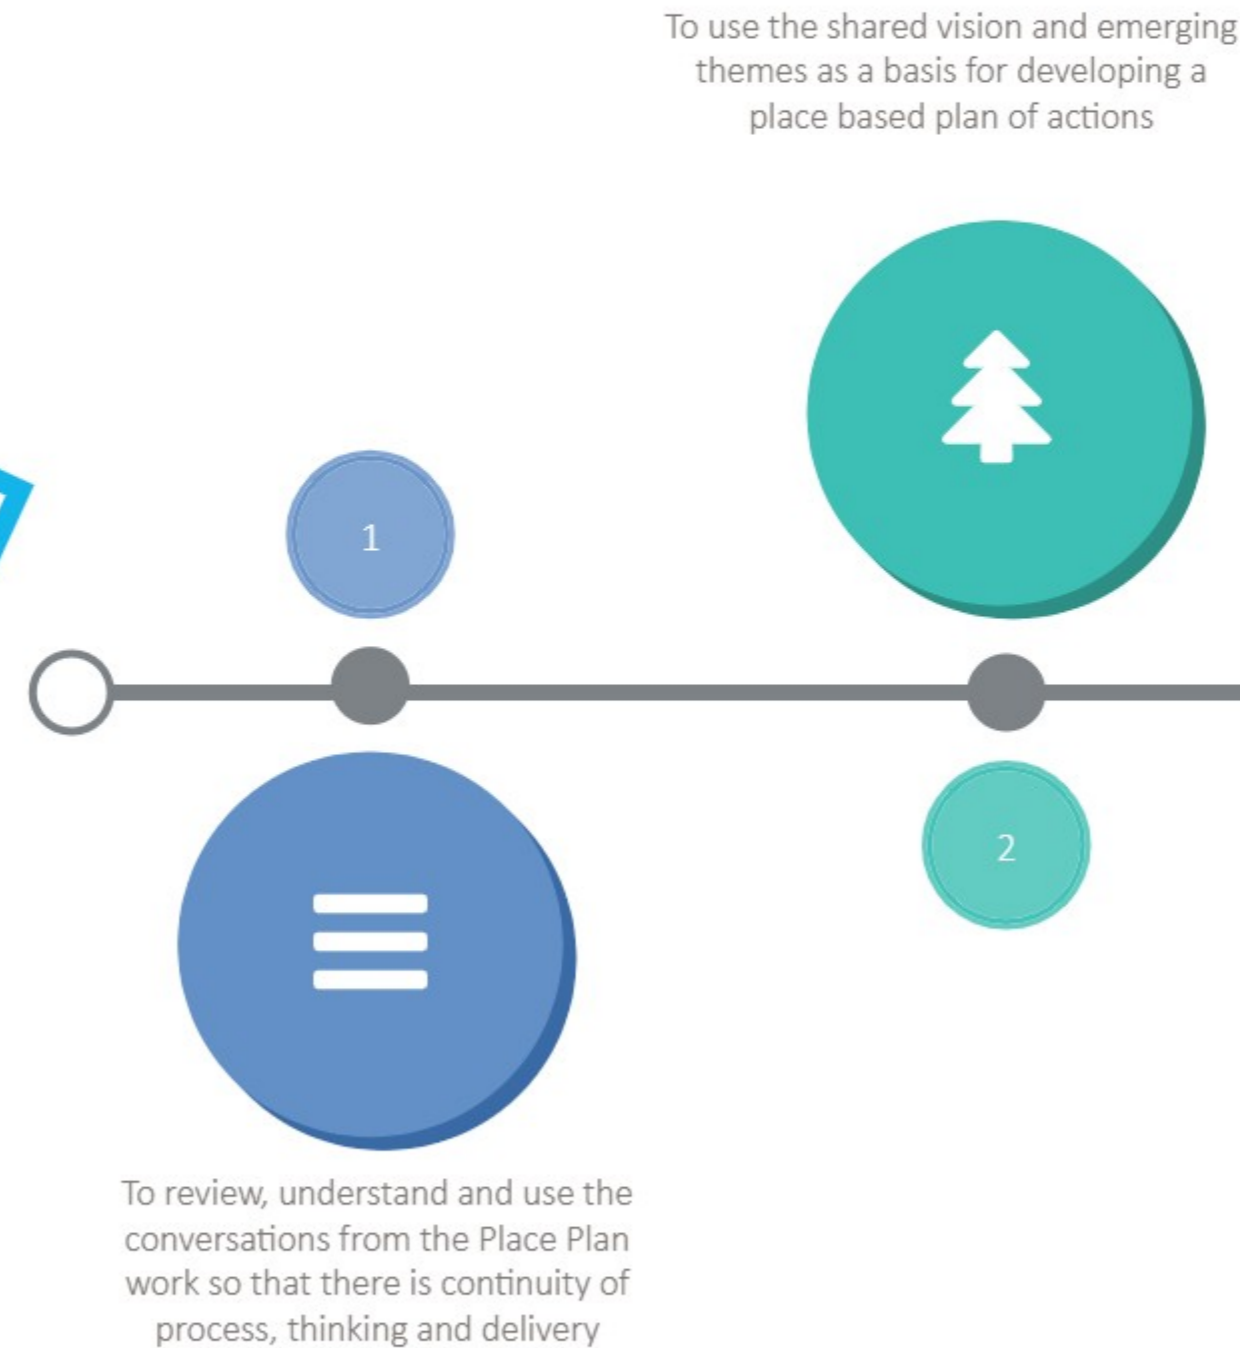 To use the shared vision and emerging
themes as a basis for developing a
place based plan of actions
1
2
To review, understand and use the
conversations from the Place Plan
work so that there is continuity of
process, thinking and delivery